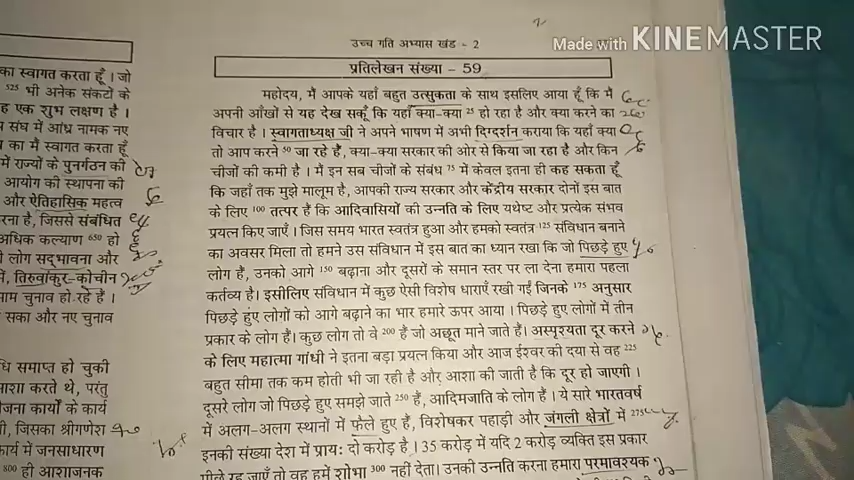 Made with KINEMASTER
उच्च गति अभ्यास खंड - 2
प्रतिलेखन संख्या – 59
का स्वागत करता हूँ । जो
525 भी अनेक संकटों के
ह एक शुभ लक्षण है ।
संघ में आंध्र नामक नए
का मैं स्वागत करता हूँ
में राज्यों के पुनर्गठन की
आयोग की स्थापना की
और ऐतिहासिक महत्व
रना है, जिससे संबंधित
अधिक कल्याण 650 हो
लोग सद्भावना और
में, तिरुवांकुर-कोचीन
आम चुनाव हो रहे हैं ।
सका और नए चुनाव
धि समाप्त हो चुकी
आशा करते थे, परंतु
जना कार्यों के कार्य
जिसका श्रीगणेश
कार्य में जनसाधारण
800 ही आशाजनक
महोदय, मैं आपके यहाँ बहुत उत्सुकता के साथ इसलिए आया हूँ कि मैं
अपनी आँखों से यह देख सकूँ कि यहाँ क्या-क्या 25 हो रहा है और क्या करने का
विचार है । स्वागताध्यक्ष जी ने अपने भाषण में अभी दिग्दर्शन कराया कि यहाँ क्या
तो आप करने 50 जा रहे हैं, क्या-क्या सरकार की ओर से किया जा रहा है और किन
चीजों की कमी है । मैं इन सब चीजों के संबंध 75 में केवल इतना ही कह सकता हूँ
कि जहाँ तक मुझे मालूम है, आपकी राज्य सरकार और केंद्रीय सरकार दोनों इस बात
के लिए 100 तत्पर हैं कि आदिवासियों की उन्नति के लिए यथेष्ट और प्रत्येक संभव
प्रयत्न किए जाएँ । जिस समय भारत स्वतंत्र हुआ और हमको स्वतंत्र 125 संविधान बनाने
का अवसर मिला तो हमने उस संविधान में इस बात का ध्यान रखा कि जो पिछड़े हुए
लोग हैं, उनको आगे 150 बढ़ाना और दूसरों के समान स्तर पर ला देना हमारा पहला
कर्तव्य है। इसीलिए संविधान में कुछ ऐसी विशेष धाराएँ रखी गईं जिनके 175 अनुसार
पिछड़े हुए लोगों को आगे बढ़ाने का भार हमारे ऊपर आया । पिछड़े हुए लोगों में तीन
प्रकार के लोग हैं। कुछ लोग तो वे 200 हैं जो अछूत माने जाते हैं। अस्पृश्यता दूर करने
के लिए महात्मा गांधी ने इतना बड़ा प्रयत्न किया और आज ईश्वर की दया से वह 225
बहुत सीमा तक कम होती भी जा रही है और आशा की जाती है कि दूर हो जाएगी ।
दूसरे लोग जो पिछड़े हुए समझे जाते 250 हैं, आदिमजाति के लोग हैं । ये सारे भारतवर्ष
में अलग-अलग स्थानों में फैले हुए हैं, विशेषकर पहाड़ी और जंगली क्षेत्रों में 275
इनकी संख्या देश में प्रायः दो करोड़ है । 35 करोड़ में यदि 2 करोड़ व्यक्ति इस प्रकार
पीछे रह जाएँ तो वह हमें शोभा 300 नहीं देता। उनकी उन्नति करना हमारा परमावश्यक